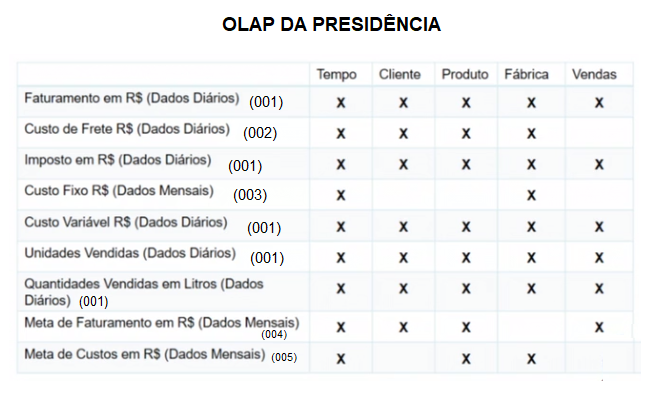 OLAP DA PRESIDÊNCIA
Tempo Cliente Produto Fábrica Vendas
Faturamento em R$ (Dados Diários) (001) X X X X X
Custo de Frete R$ (Dados Diários) (002) X X X X
Imposto em R$ (Dados Diários) (001) X X X X X
Custo Fixo R$ (Dados Mensais) (003) X X
Custo Variável R$ (Dados Diários) (001) X X X X X
Unidades Vendidas (Dados Diários) (001) X X X X X
Quantidades Vendidas em Litros (Dados
Diários) (001) X X X X X
Meta de Faturamento em R$ (Dados Mensais) X X X X
(004)
Meta de Custos em R$ (Dados Mensais) (005) X X X